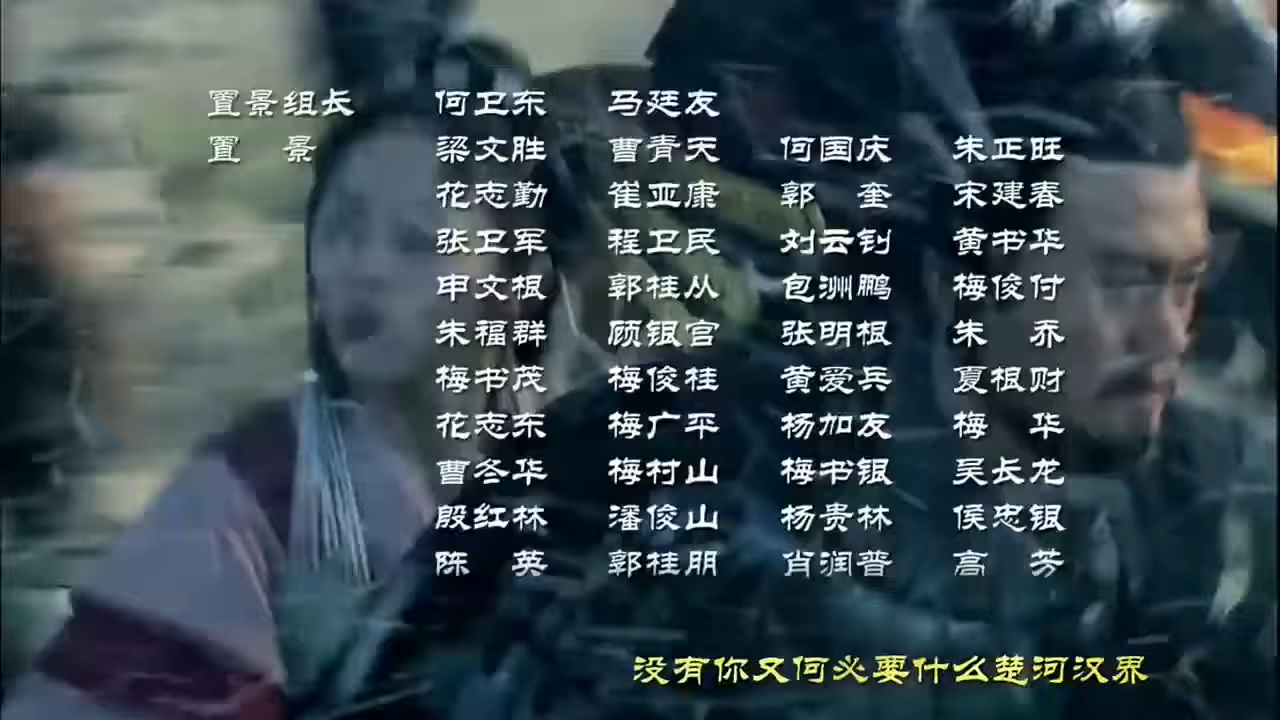 置景组长 何卫东 马廷友
置 景 梁文胜 曹青天 何国庆 朱正旺
花志勤 崔亚康 郭 奎 宋建春
张卫军 程卫民 刘云钊 黄书华
申文根 郭桂从 包洲鹏 梅俊付
朱福群 顾银宫 张明根 朱 乔
梅书茂 梅俊桂 黄爱兵 夏根财
花志东 梅广平 杨加友 梅 华
曹冬华 梅村山 梅书银 吴长龙
殷红林 潘俊山 杨贵林 侯忠银
陈 英 郭桂朋 肖润普 高 芳
没有你又何必要什么楚河汉界